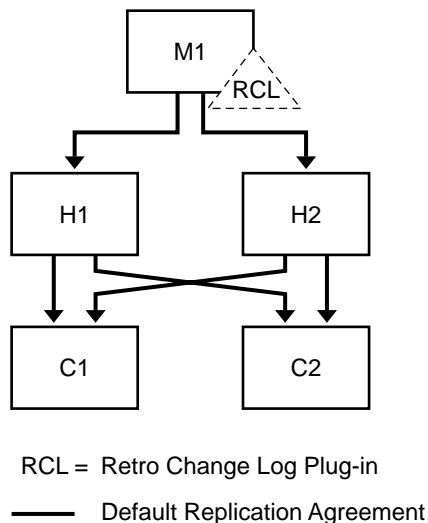 M1
RCL
H1
H2
C1
C2
RCL = Retro Change Log Plug-in
Default Replication Agreement